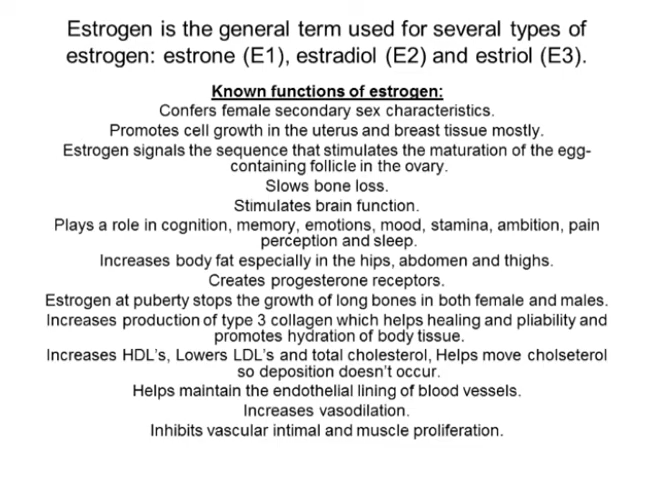 Estrogen is the general term used for several types of
estrogen: estrone (E1), estradiol (E2) and estriol (E3).
Known functions of estrogen:
Confers female secondary sex characteristics.
Promotes cell growth in the uterus and breast tissue mostly.
Estrogen signals the sequence that stimulates the maturation of the egg-
containing follicle in the ovary.
Slows bone loss.
Stimulates brain function.
Plays a role in cognition, memory, emotions, mood, stamina, ambition, pain
perception and sleep.
Increases body fat especially in the hips, abdomen and thighs.
Creates progesterone receptors.
Estrogen at puberty stops the growth of long bones in both female and males.
Increases production of type 3 collagen which helps healing and pliability and
promotes hydration of body tissue.
Increases HDL's, Lowers LDL's and total cholesterol, Helps move cholseterol
so deposition doesn't occur.
Helps maintain the endothelial lining of blood vessels.
Increases vasodilation.
Inhibits vascular intimal and muscle proliferation.